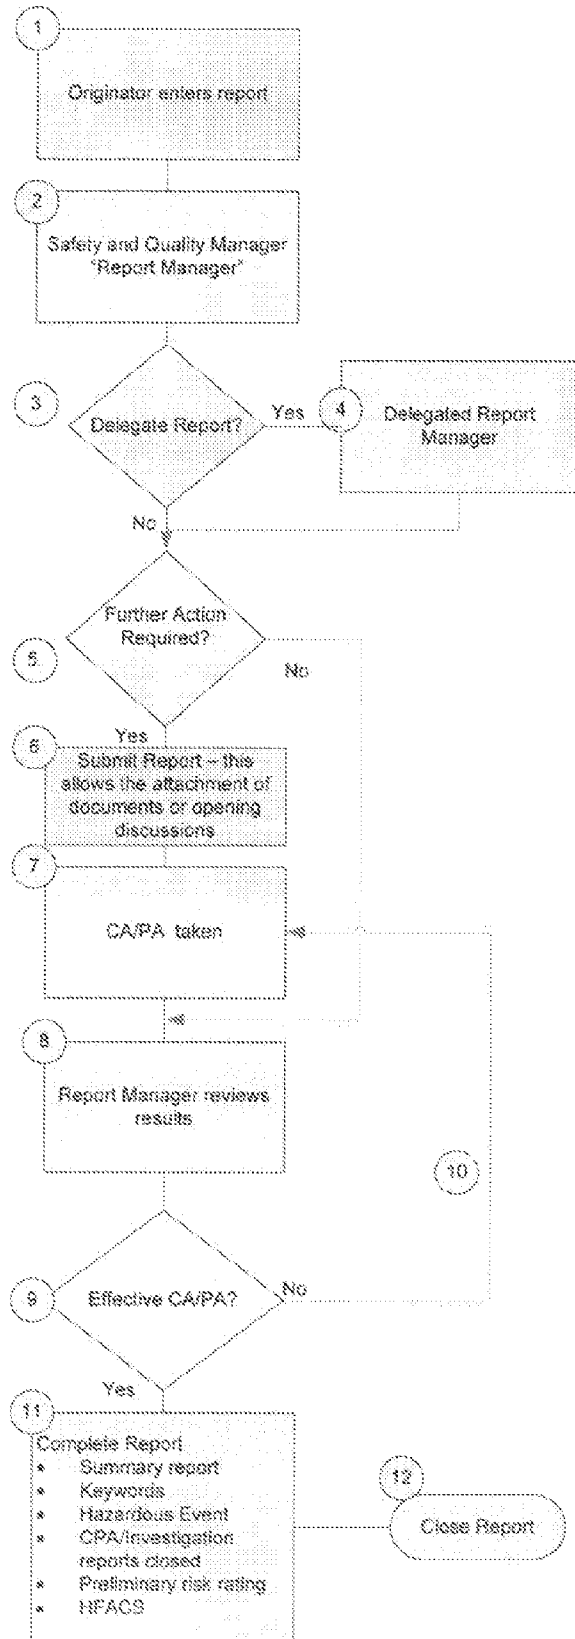 1
Originator enters report
2
Safety and Quality Manager
"Report Manager"
3
Delegate Report?
Yes
4
Delegated Report
Manager
No
Further Action
Required?
5
No
Yes
6
Submit Report – this
allows the attachment of
documents or opening
discussions
7
CA/PA taken
8
Report Manager reviews
results
10
9
Effective CA/PA?
No
Yes
11
Complete Report
• Summary report
• Keywords
• Hazardous Event
• CPA/Investigation
reports closed
• Preliminary risk rating
• HFACS
12
Close Report